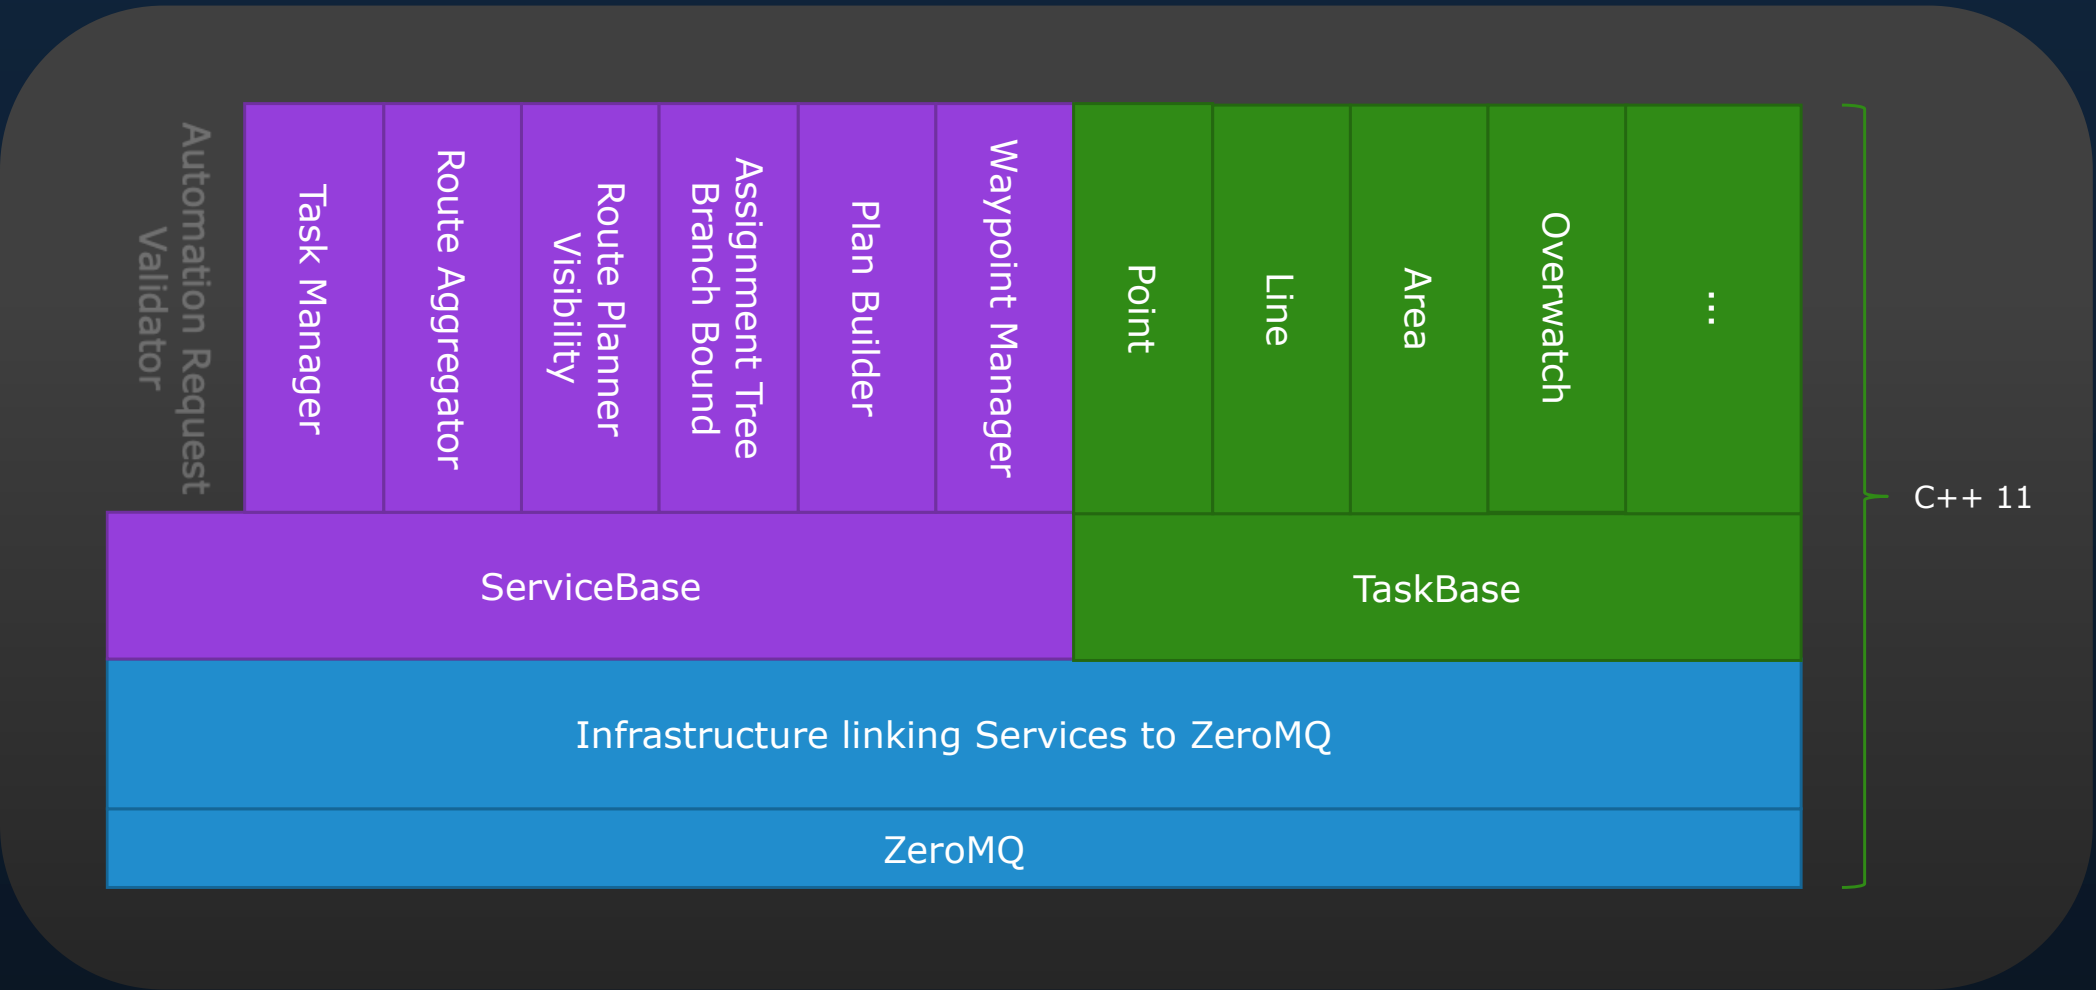 Automation Request
Validator
Task Manager
Route Aggregator
Route Planner
Visibility
Assignment Tree
Branch Bound
Plan Builder
Waypoint Manager
Point
Line
Area
Overwatch
...
C++ 11
ServiceBase
TaskBase
Infrastructure linking Services to ZeroMQ
ZeroMQ